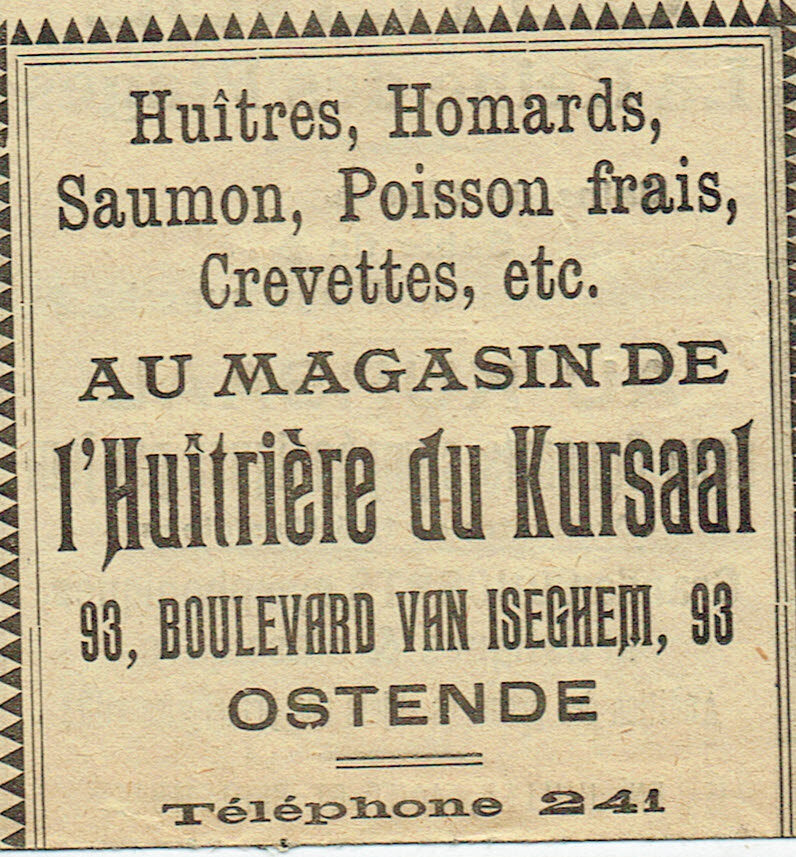 Huîtres, Homards,
Saumon, Poisson frais,
Crevettes, etc.
AU MAGASIN DE
l'Huîtrière du Kursaal
93, BOULEVARD VAN ISEGHEM, 93
OSTENDE
Téléphone 241